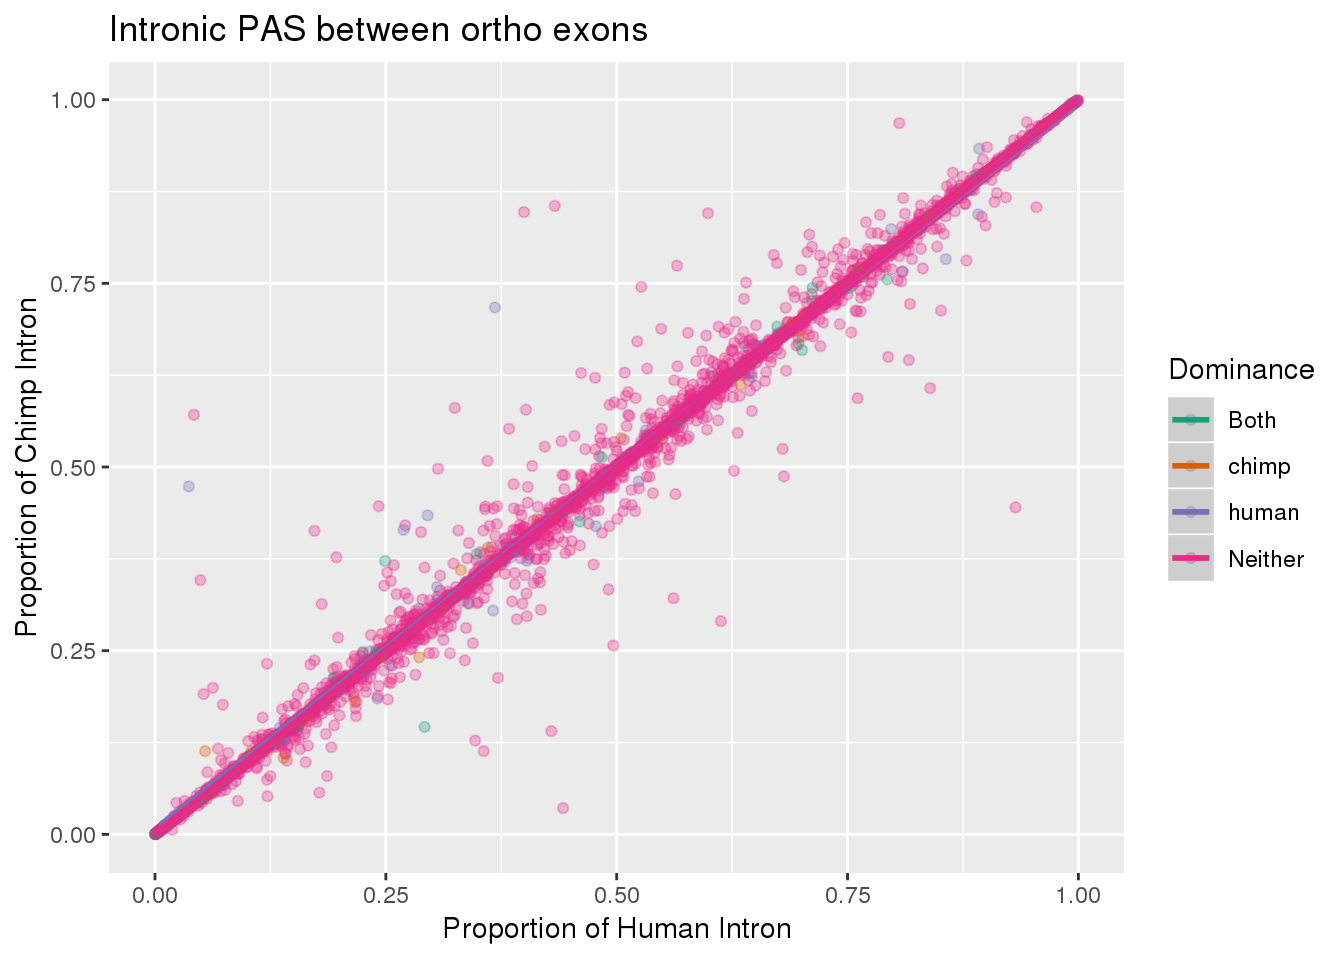 Intronic PAS between ortho exons
1.00
0.75
0.50
0.25
0.00
Proportion of Chimp Intron
0.00 0.25 0.50 0.75 1.00
Proportion of Human Intron
Dominance
Both
chimp
human
Neither